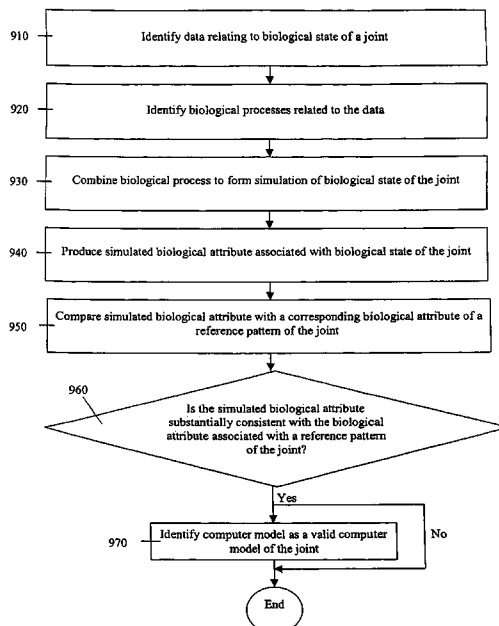 910
Identify data relating to biological state of a joint
920
Identify biological processes related to the data
930
Combine biological process to form simulation of biological state of the joint
940
Produce simulated biological attribute associated with biological state of the joint
950
Compare simulated biological attribute with a corresponding biological attribute of a
reference pattern of the joint
960
Is the simulated biological attribute
substantially consistent with the biological
attribute associated with a reference pattern
of the joint?
Yes
No
970
Identify computer model as a valid computer
model of the joint
End